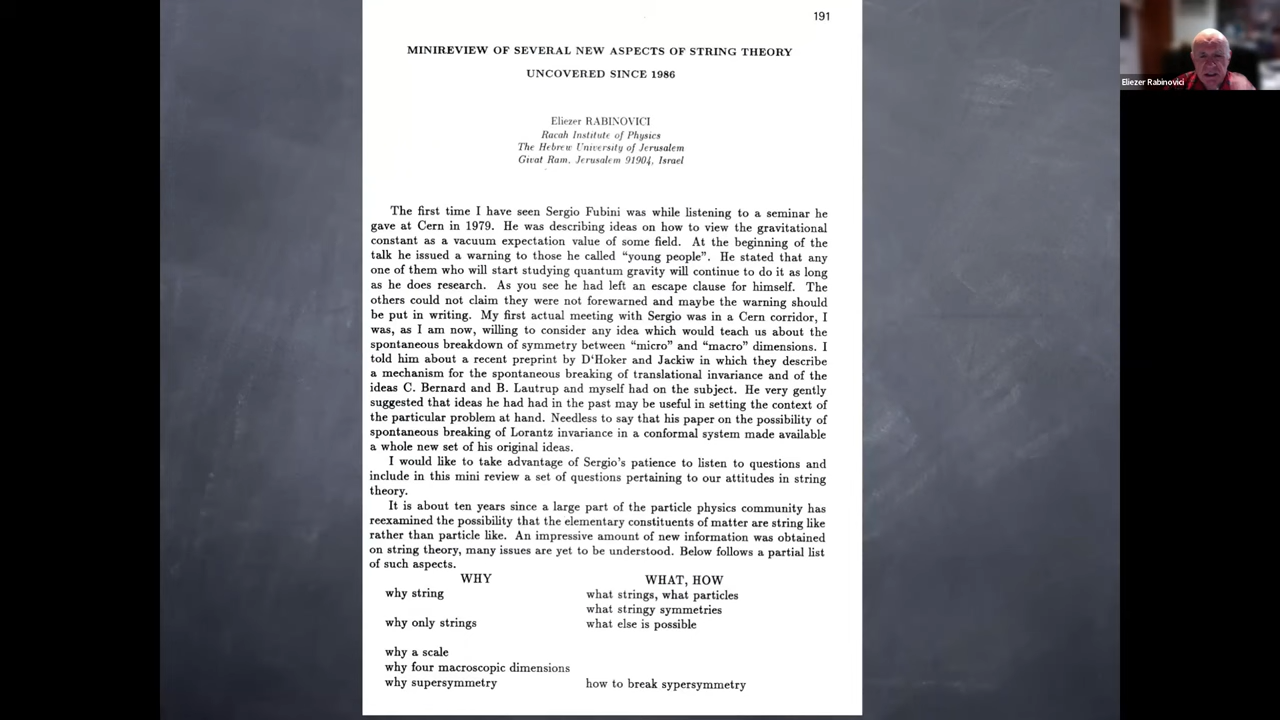 191
MINIREVIEW OF SEVERAL NEW ASPECTS OF STRING THEORY
UNCOVERED SINCE 1986
Eliezer RABINOVICI
Racah Institute of Physics
The Hebrew University of Jerusalem
Givat Ram, Jerusalem 91904, Israel
The first time I have seen Sergio Fubini was while listening to a seminar he
gave at Cern in 1979. He was describing ideas on how to view the gravitational
constant as a vacuum expectation value of some field. At the beginning of the
talk he issued a warning to those he called "young people". He stated that any
one of them who will start studying quantum gravity will continue to do it as long
as he does research. As you see he had left an escape clause for himself. The
others could not claim they were not forewarned and maybe the warning should
be put in writing. My first actual meeting with Sergio was in a Cern corridor, I
was, as I am now, willing to consider any idea which would teach us about the
spontaneous breakdown of symmetry between "micro" and "macro" dimensions. I
told him about a recent preprint by D'Hoker and Jackiw in which they describe
a mechanism for the spontaneous breaking of translational invariance and of the
ideas C. Bernard and B. Lautrup and myself had on the subject. He very gently
suggested that ideas he had had in the past may be useful in setting the context of
the particular problem at hand. Needless to say that his paper on the possibility of
spontaneous breaking of Lorantz invariance in a conformal system made available
a whole new set of his original ideas.
I would like to take advantage of Sergio's patience to listen to questions and
include in this mini review a set of questions pertaining to our attitudes in string
theory.
It is about ten years since a large part of the particle physics community has
reexamined the possibility that the elementary constituents of matter are string like
rather than particle like. An impressive amount of new information was obtained
on string theory, many issues are yet to be understood. Below follows a partial list
of such aspects.
WHY WHAT, HOW
why string what strings, what particles
what stringy symmetries
why only strings what else is possible
why a scale
why four macroscopic dimensions
why supersymmetry how to break sypersymmetry
Eliezer Rabinovici